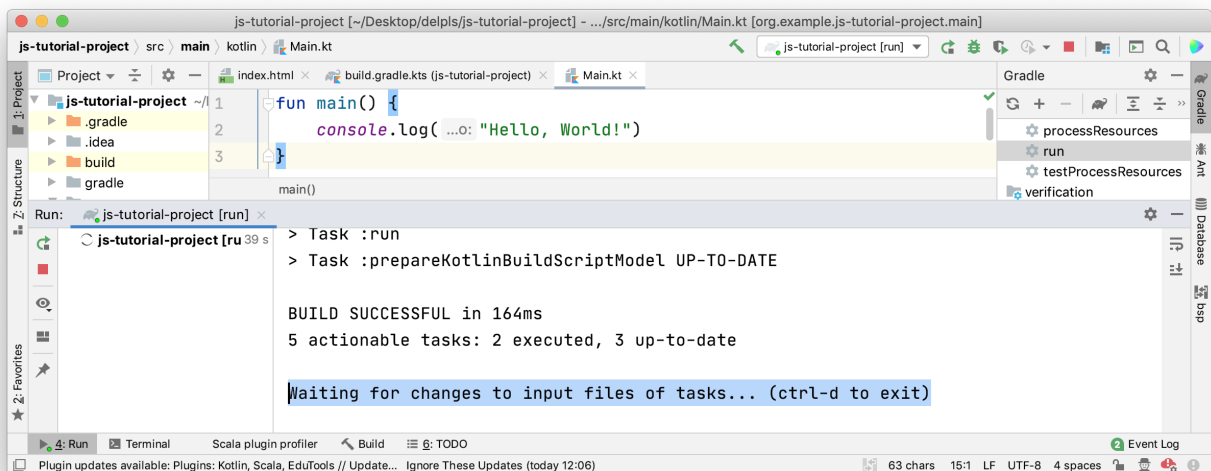 js-tutorial-project [~/Desktop/delpls/js-tutorial-project] - .../src/main/kotlin/Main.kt [org.example.js-tutorial-project.main]
js-tutorial-project src main kotlin Main.kt js-tutorial-project [run]
1: Project
Project
index.html
build.gradle.kts (js-tutorial-project)
Main.kt
Gradle
js-tutorial-project
.gradle
.idea
build
gradle
1 fun main() {
2 console.log( ...o: "Hello, World!")
3 }
main()
processResources
run
testProcessResources
verification
Gradle
Ant
Database
bsp
Z: Structure
2: Favorites
Run: js-tutorial-project [run]
js-tutorial-project [ru 39 s
> Task :run
> Task :prepareKotlinBuildScriptModel UP-TO-DATE
BUILD SUCCESSFUL in 164ms
5 actionable tasks: 2 executed, 3 up-to-date
Waiting for changes to input files of tasks... (ctrl-d to exit)
4: Run Terminal Scala plugin profiler Build 6: TODO 2 Event Log
Plugin updates available: Plugins: Kotlin, Scala, EduTools // Update... Ignore These Updates (today 12:06) 63 chars 15:1 LF UTF-8 4 spaces